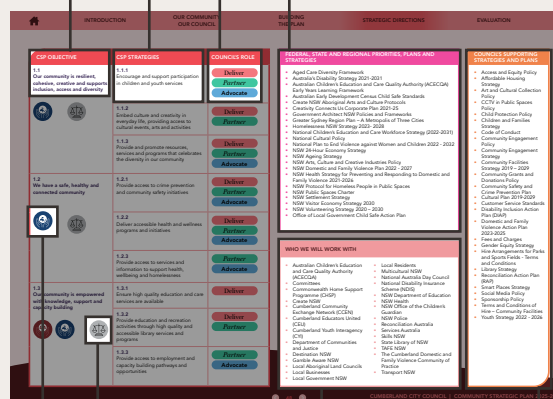 INTRODUCTION
OUR COMMUNITY
OUR COUNCIL
BUILDING
THE PLAN
STRATEGIC DIRECTIONS
EVALUATION
CSP OBJECTIVE
CSP STRATEGIES
COUNCILS ROLE
1.1
Our community is resilient,
cohesive, creative and supports
inclusion, access and diversity
1.1.1
Encourage and support participation
in children and youth services
Deliver
Partner
Advocate
1.1.2
Embed culture and creativity in
everyday life, providing access to
cultural events, arts and activities
Deliver
Partner
Advocate
1.1.3
Provide and promote resources,
services and programs that celebrate
the diversity in our community
Deliver
Partner
Advocate
1.2
We have a safe, healthy and
connected community
1.2.1
Provide access to crime prevention
and community safety initiatives
Deliver
Partner
1.2.2
Deliver accessible health and wellness
programs and initiatives
Deliver
Partner
Advocate
1.2.3
Provide access to services and
information to support health,
wellbeing and homelessness
Partner
Advocate
1.3
Our community is empowered
with knowledge, support and
capacity building
1.3.1
Ensure high quality education and care
services are available
Deliver
1.3.2
Provide education and recreation
activities through high quality and
accessible library services and
programs
Deliver
Partner
1.3.3
Provide access to employment and
capacity building pathways and
opportunities
Partner
Advocate
FEDERAL, STATE AND REGIONAL PRIORITIES, PLANS AND
STRATEGIES
Aged Care Diversity Framework
Australia's Disability Strategy 2021-2031
Australian Children's Education and Care Quality Authority (ACECQA)
Early Years Learning Framework
Australian Early Development Census Child Safe Standards
Create NSW Aboriginal Arts and Culture Protocols
Creativity Connects Us Corporate Plan 2021-25
Government Architect NSW Policies and Frameworks
Greater Sydney Region Plan – A Metropolis of Three Cities
Homelessness NSW Strategy 2023- 2028
National Children's Education and Care Workforce Strategy (2022-2031)
National Cultural Policy
National Plan to End Violence against Women and Children 2022 - 2032
NSW 24-Hour Economy Strategy
NSW Ageing Strategy
NSW Arts, Culture and Creative Industries Policy
NSW Domestic and Family Violence Plan 2022 - 2027
NSW Health Strategy for Preventing and Responding to Domestic and
Family Violence 2021-2026
NSW Protocol for Homeless People in Public Spaces
NSW Public Spaces Charter
NSW Settlement Strategy
NSW Visitor Economy Strategy 2030
NSW Volunteering Strategy 2020 – 2030
Office of Local Government Child Safe Action Plan
WHO WE WILL WORK WITH
Australian Children's Education
and Care Quality Authority
(ACECQA)
Committees
Commonwealth Home Support
Programme (CHSP)
Create NSW
Cumberland Community
Exchange Network (CCEN)
Cumberland Educators United
(CEU)
Cumberland Youth Interagency
(CYI)
Department of Communities
and Justice
Destination NSW
Gamble Aware NSW
Local Aboriginal Land Councils
Local Businesses
Local Government NSW
Local Residents
Multicultural NSW
National Australia Day Council
National Disability Insurance
Scheme (NDIS)
NSW Department of Education
NSW Health
NSW Office of the Children's
Guardian
NSW Police
Reconciliation Australia
Services Australia
Skills NSW
State Library of NSW
TAFE NSW
The Cumberland Domestic and
Family Violence Community of
Practice
Transport NSW
COUNCILS SUPPORTING
STRATEGIES AND PLANS
Access and Equity Policy
Affordable Housing
Strategy
Art and Cultural Collection
Policy
CCTV in Public Spaces
Policy
Child Protection Policy
Children and Families
Strategy
Code of Conduct
Community Engagement
Policy
Community Engagement
Strategy
Community Facilities
Strategy 2019 – 2029
Community Grants and
Donations Policy
Community Safety and
Crime Prevention Plan
Cultural Plan 2019-2029
Customer Service Standards
Disability Inclusion Action
Plan (DIAP)
Domestic and Family
Violence Action Plan
2023-2025
Fees and Charges
Gender Equity Strategy
Hire Arrangements for Parks
and Sports Fields - Terms
and Conditions
Library Strategy
Reconciliation Action Plan
(RAP)
Smart Places Strategy
Social Media Policy
Sponsorship Policy
Terms and Conditions of
Hire – Community Facilities
Youth Strategy 2022 - 2026
CUMBERLAND CITY COUNCIL | COMMUNITY STRATEGIC PLAN